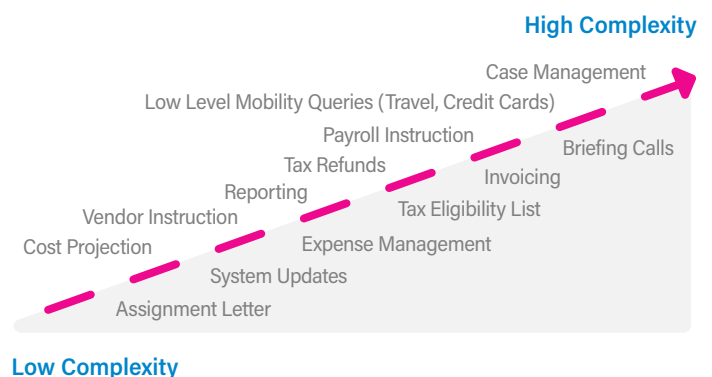 High Complexity
Case Management
Low Level Mobility Queries (Travel, Credit Cards)
Payroll Instruction
Briefing Calls
Tax Refunds
Invoicing
Reporting
Tax Eligibility List
Vendor Instruction
Cost Projection
Expense Management
System Updates
Assignment Letter
Low Complexity